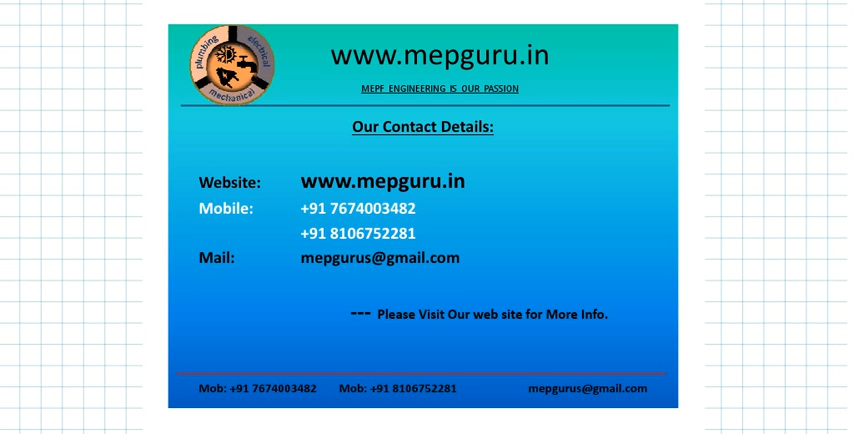 plumbing
electrical
mechanical
www.mepguru.in
MEPF ENGINEERING IS OUR PASSION
Our Contact Details:
Website: www.mepguru.in
Mobile: +91 7674003482
+91 8106752281
Mail: mepgurus@gmail.com
--- Please Visit Our web site for More Info.
Mob: +91 7674003482 Mob: +91 8106752281 mepgurus@gmail.com